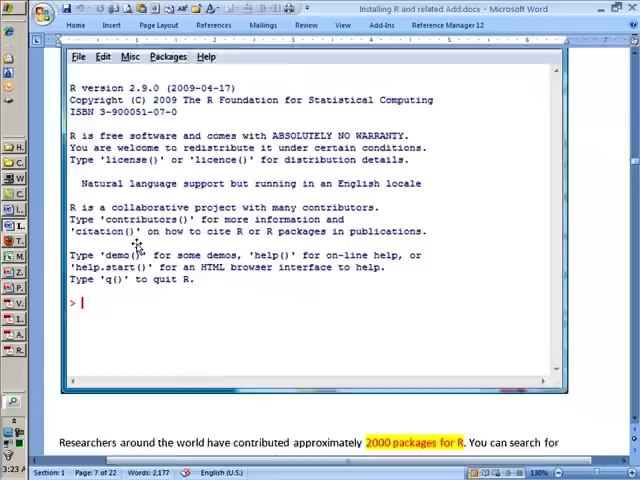 Installing R and related Add.docx - Microsoft Word
Home Insert Page Layout References Mailings Review View Add-Ins Reference Manager 12
File Edit Misc Packages Help
R version 2.9.0 (2009-04-17)
Copyright (C) 2009 The R Foundation for Statistical Computing
ISBN 3-900051-07-0
R is free software and comes with ABSOLUTELY NO WARRANTY.
You are welcome to redistribute it under certain conditions.
Type 'license()' or 'licence()' for distribution details.
Natural language support but running in an English locale
R is a collaborative project with many contributors.
Type 'contributors()' for more information and
'citation()' on how to cite R or R packages in publications.
Type 'demo()' for some demos, 'help()' for on-line help, or
'help.start()' for an HTML browser interface to help.
Type 'q()' to quit R.
>
H.
C.
W
I..
I...
T.
M.
P.
V.
I.
A.
R.
Researchers around the world have contributed approximately 2000 packages for R. You can search for
3:23 Section: 1 Page: 7 of 22 Words: 2,177 English (U.S.) 130%